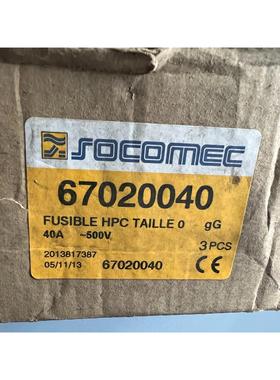 SOCOMEC
67020040
FUSIBLE HPC TAILLE 0 gG
40A ~500V
3 PCS
2013817387
05/11/13 67020040 CE